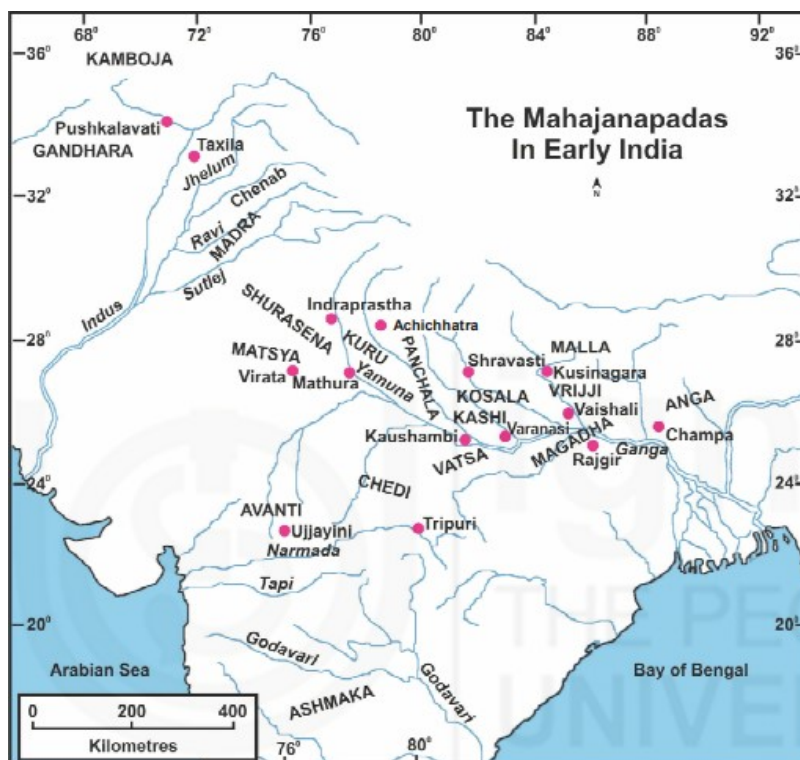 68° 72° 76° 80° 84° 88° 92°
36° 36°
KAMBOJA
The Mahajanapadas
In Early India
N
Pushkalavati
GANDHARA
Taxila
Jhelum
Chenab
32° 32°
Ravi
MADRA
Sutlej
Indus
SHURASENA
Indraprastha
Achichhatra
28° 28°
KURU
PANCHALA
MATSYA
Virata
Mathura
Yamuna
Shravasti
MALLA
Kusinagara
KOSALA
VRIJJI
KASHI
Vaishali
ANGA
Kaushambi
Varanasi
MAGADHA
Champa
VATSA
Rajgir
Ganga
24° 24°
CHEDI
AVANTI
Ujjayini
Tripuri
Narmada
Tapi
THE PE
20° 20°
Godavari
Godavari
Arabian Sea
Bay of Bengal
UNIVER
ASHMAKA
0 200 400
Kilometres
76° 80°